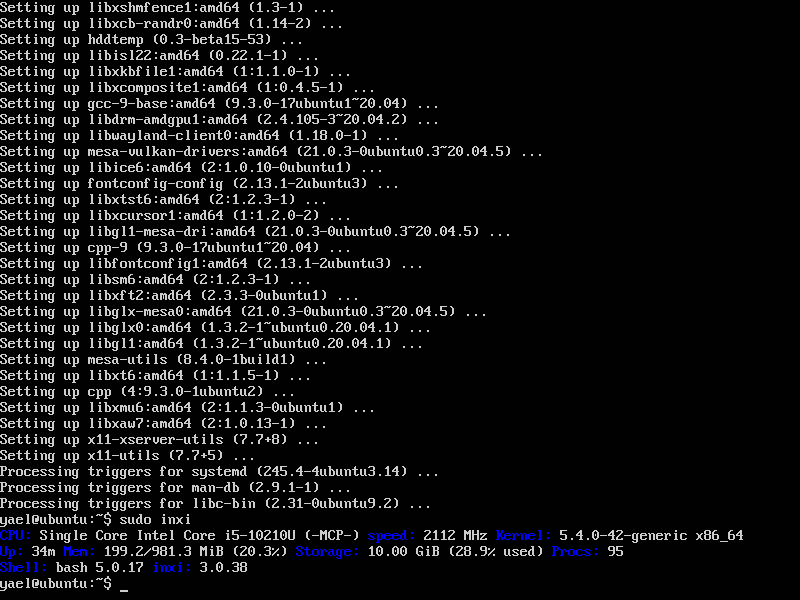 Setting up libxshmfence1:amd64 (1.3-1) ...
Setting up libxcb-randr0:amd64 (1.14-2) ...
Setting up hddtemp (0.3-beta15-53) ...
Setting up libisl22:amd64 (0.22.1-1) ...
Setting up libxkbfile1:amd64 (1:1.1.0-1) ...
Setting up libxcomposite1:amd64 (1:0.4.5-1) ...
Setting up gcc-9-base:amd64 (9.3.0-17ubuntu1~20.04) ...
Setting up libdrm-amdgpu1:amd64 (2.4.105-3~20.04.2) ...
Setting up libwayland-client0:amd64 (1.18.0-1) ...
Setting up mesa-vulkan-drivers:amd64 (21.0.3-0ubuntu0.3~20.04.5) ...
Setting up libice6:amd64 (2:1.0.10-0ubuntu1) ...
Setting up fontconfig-config (2.13.1-2ubuntu3) ...
Setting up libxtst6:amd64 (2:1.2.3-1) ...
Setting up libxcursor1:amd64 (1:1.2.0-2) ...
Setting up libgl1-mesa-dri:amd64 (21.0.3-0ubuntu0.3~20.04.5) ...
Setting up cpp-9 (9.3.0-17ubuntu1~20.04) ...
Setting up libfontconfig1:amd64 (2.13.1-2ubuntu3) ...
Setting up libsm6:amd64 (2:1.2.3-1) ...
Setting up libxft2:amd64 (2.3.3-0ubuntu1) ...
Setting up libglx-mesa0:amd64 (21.0.3-0ubuntu0.3~20.04.5) ...
Setting up libglx0:amd64 (1.3.2-1~ubuntu0.20.04.1) ...
Setting up libgl1:amd64 (1.3.2-1~ubuntu0.20.04.1) ...
Setting up mesa-utils (8.4.0-1build1) ...
Setting up libxt6:amd64 (1:1.1.5-1) ...
Setting up cpp (4:9.3.0-1ubuntu2) ...
Setting up libxmu6:amd64 (2:1.1.3-0ubuntu1) ...
Setting up libxaw7:amd64 (2:1.0.13-1) ...
Setting up x11-xserver-utils (7.7+8) ...
Setting up x11-utils (7.7+5) ...
Processing triggers for systemd (245.4-4ubuntu3.14) ...
Processing triggers for man-db (2.9.1-1) ...
Processing triggers for libc-bin (2.31-0ubuntu9.2) ...
yael@ubuntu:~$ sudo inxi
CPU: Single Core Intel Core i5-10210U (-MCP-) speed: 2112 MHz Kernel: 5.4.0-42-generic x86_64
Up: 34m Mem: 199.2/981.3 MiB (20.3%) Storage: 10.00 GiB (28.9% used) Procs: 95
Shell: bash 5.0.17 inxi: 3.0.38
yael@ubuntu:~$ _